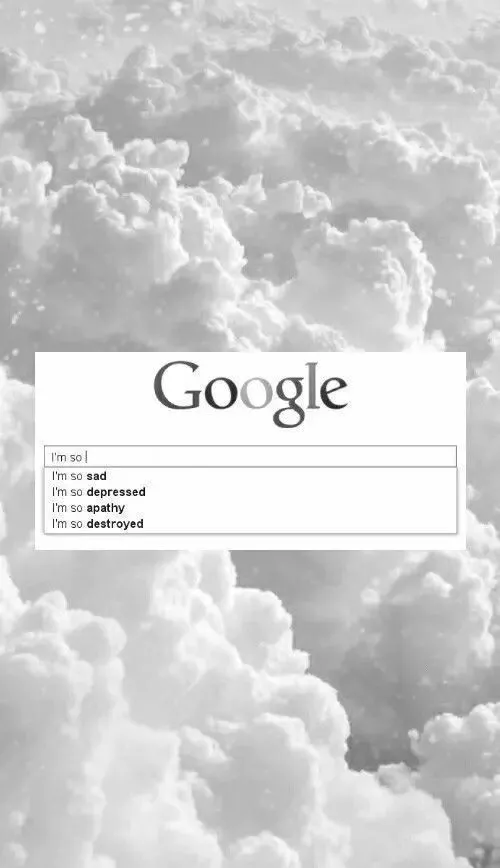 Google
I'm so
I'm so sad
I'm so depressed
I'm so apathy
I'm so destroyed